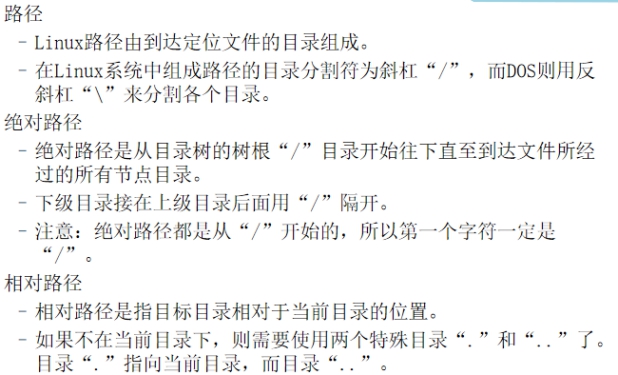 路径
– Linux路径由到达定位文件的目录组成。
– 在Linux系统中组成路径的目录分割符为斜杠“/”，而DOS则用反
斜杠“\”来分割各个目录。
绝对路径
– 绝对路径是从目录树的树根“/”目录开始往下直至到达文件所经
过的所有节点目录。
– 下级目录接在上级目录后面用“/”隔开。
– 注意：绝对路径都是从“/”开始的，所以第一个字符一定是
“/”。
相对路径
– 相对路径是指目标目录相对于当前目录的位置。
– 如果不在当前目录下，则需要使用两个特殊目录“.”和“..”了。
目录“.”指向当前目录，而目录“..”。